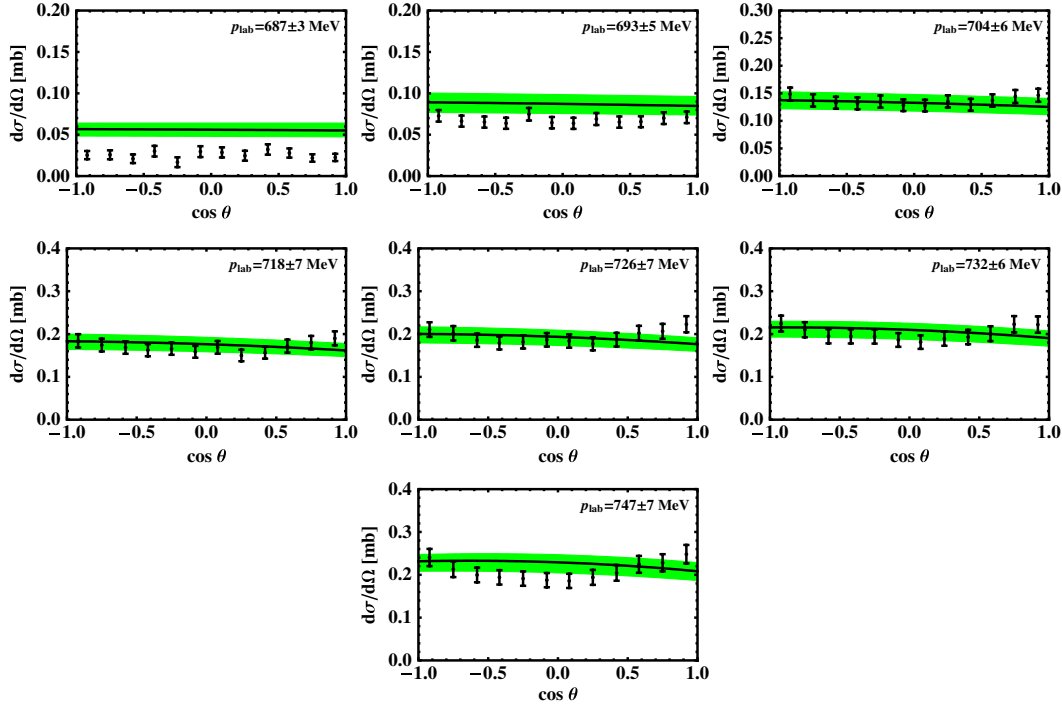 p_lab=687±3 MeV
dσ/dΩ [mb]
0.20
0.15
0.10
0.05
0.00
−1.0 −0.5 0.0 0.5 1.0
cos θ
p_lab=693±5 MeV
dσ/dΩ [mb]
0.20
0.15
0.10
0.05
0.00
−1.0 −0.5 0.0 0.5 1.0
cos θ
p_lab=704±6 MeV
dσ/dΩ [mb]
0.30
0.25
0.20
0.15
0.10
0.05
0.00
−1.0 −0.5 0.0 0.5 1.0
cos θ
p_lab=718±7 MeV
dσ/dΩ [mb]
0.4
0.3
0.2
0.1
0.0
−1.0 −0.5 0.0 0.5 1.0
cos θ
p_lab=726±7 MeV
dσ/dΩ [mb]
0.4
0.3
0.2
0.1
0.0
−1.0 −0.5 0.0 0.5 1.0
cos θ
p_lab=732±6 MeV
dσ/dΩ [mb]
0.4
0.3
0.2
0.1
0.0
−1.0 −0.5 0.0 0.5 1.0
cos θ
p_lab=747±7 MeV
dσ/dΩ [mb]
0.4
0.3
0.2
0.1
0.0
−1.0 −0.5 0.0 0.5 1.0
cos θ